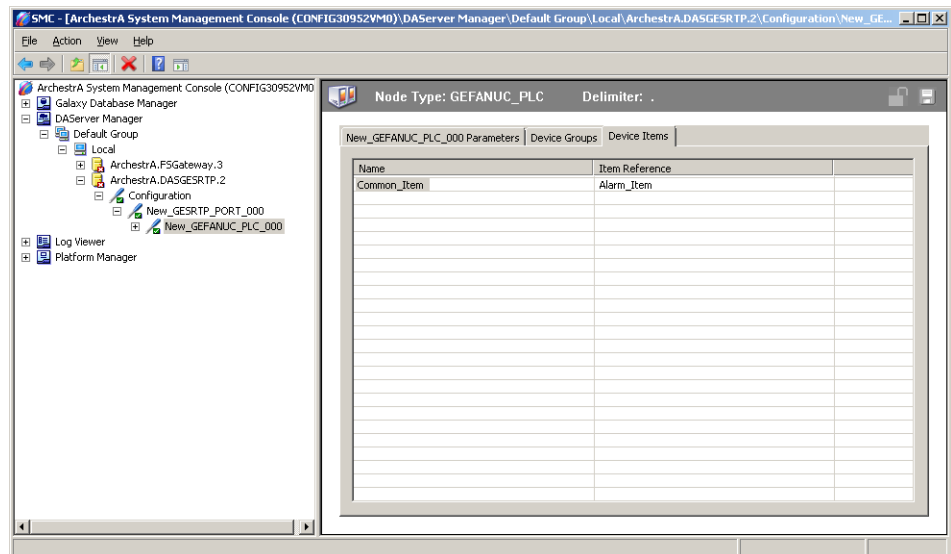 SMC - [ArchestrA System Management Console (CONFIG30952VM0)\DAServer Manager\Default Group\Local\ArchestrA.DASGESRTP.2\Configuration\New_GE...
File Action View Help
ArchestrA System Management Console (CONFIG30952VM0
Galaxy Database Manager
DAServer Manager
Default Group
Local
ArchestrA.FSGateway.3
ArchestrA.DASGESRTP.2
Configuration
New_GESRTP_PORT_000
New_GEFANUC_PLC_000
Log Viewer
Platform Manager
Node Type: GEFANUC_PLC Delimiter: .
New_GEFANUC_PLC_000 Parameters Device Groups Device Items
Name Item Reference
Common_Item Alarm_Item